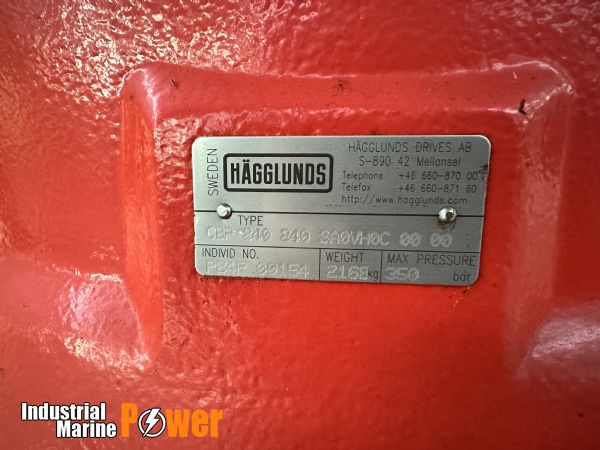 SWEDEN
HÄGGLUNDS
HÄGGLUNDS DRIVES AB
S-890 42 Mellansel
Telephone +46 660-870 00
Telefax +46 660-871 60
http://www.hagglunds.com
TYPE
CBP 840 840 SA0VH0C 00 00
INDIVID NO. WEIGHT MAX PRESSURE
P24P 00154 2168 kg 350 bar
Industrial
Marine Power